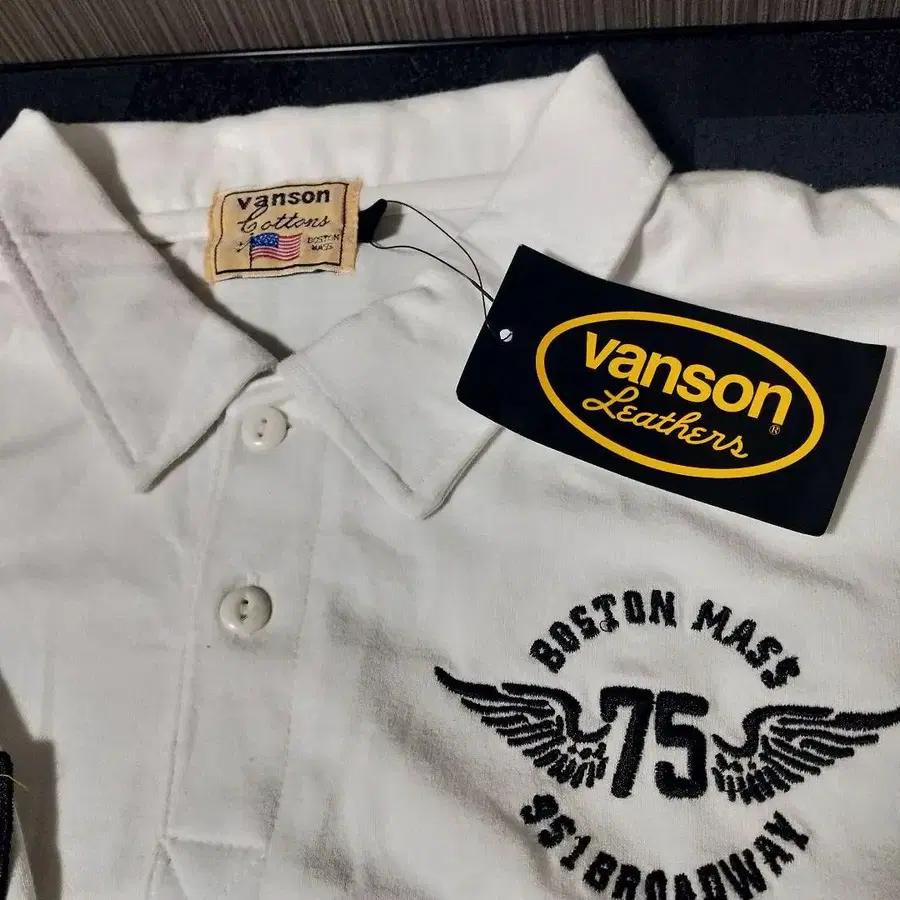 vanson
Cottons
BOSTON
MASS
vanson
Leathers®
BOSTON MASS
75
951 BROADWAY